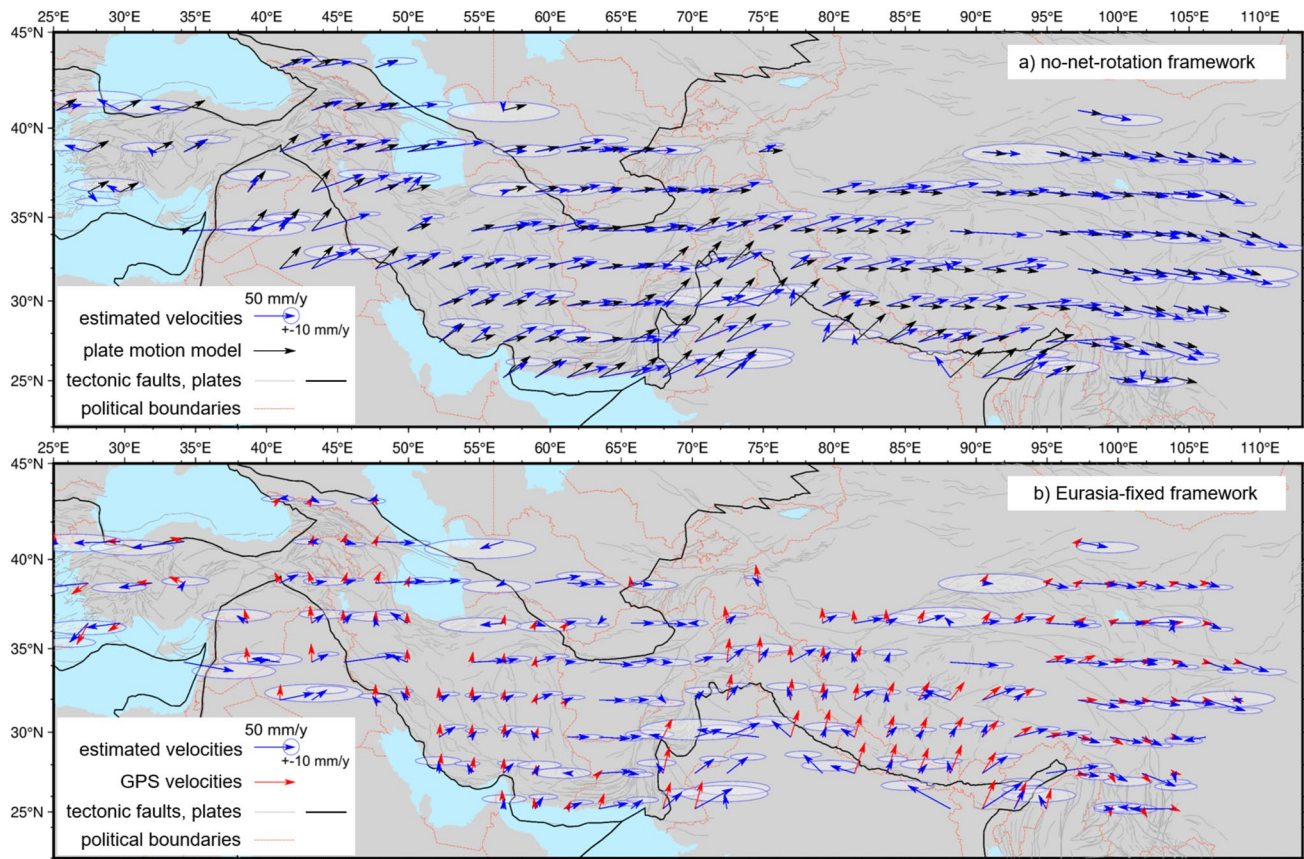 25°E 30°E 35°E 40°E 45°E 50°E 55°E 60°E 65°E 70°E 75°E 80°E 85°E 90°E 95°E 100°E 105°E 110°E
45°N
a) no-net-rotation framework
40°N
35°N
30°N
50 mm/y
estimated velocities
+-10 mm/y
plate motion model
25°N
tectonic faults, plates
political boundaries
25°E 30°E 35°E 40°E 45°E 50°E 55°E 60°E 65°E 70°E 75°E 80°E 85°E 90°E 95°E 100°E 105°E 110°E
45°N
b) Eurasia-fixed framework
40°N
35°N
30°N
50 mm/y
estimated velocities
+-10 mm/y
GPS velocities
25°N
tectonic faults, plates
political boundaries